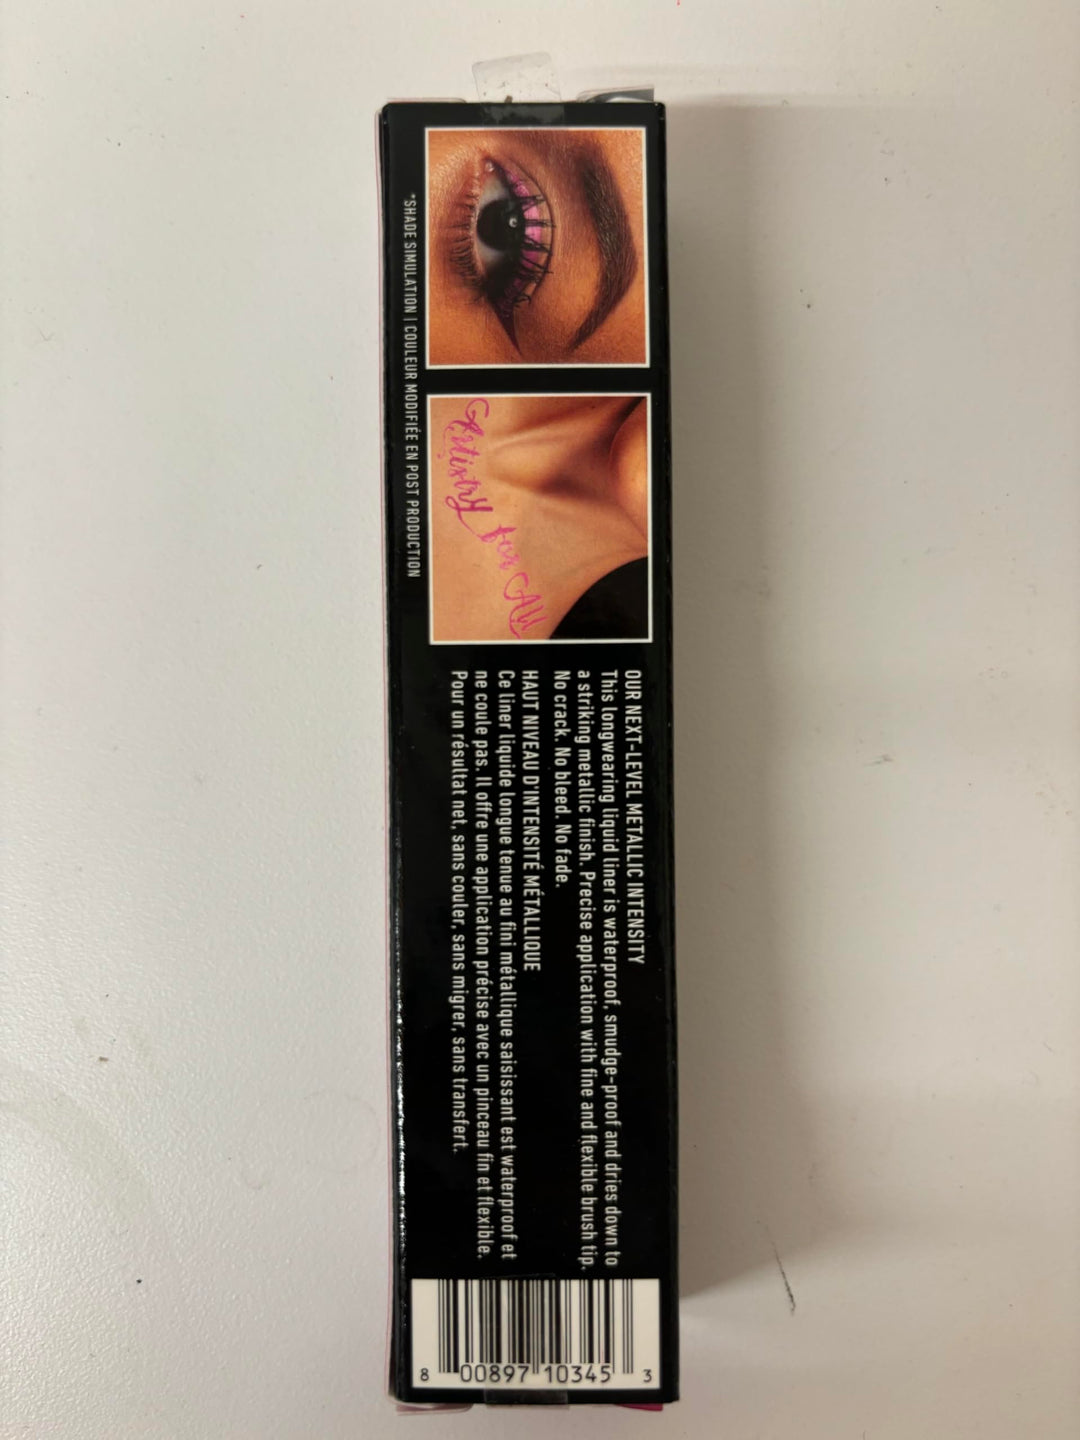 *SHADE SIMULATION | COULEUR MODIFIÉE EN POST PRODUCTION
Artistry for All
OUR NEXT-LEVEL METALLIC INTENSITY
This longwearing liquid liner is waterproof, smudge-proof and dries down to
a striking metallic finish. Precise application with fine and flexible brush tip.
No crack. No bleed. No fade.
HAUT NIVEAU D'INTENSITÉ MÉTALLIQUE
Ce liner liquide longue tenue au fini métallique saisissant est waterproof et
ne coule pas. Il offre une application précise avec un pinceau fin et flexible.
Pour un résultat net, sans couler, sans migrer, sans transfert.
8 00897 10345 3